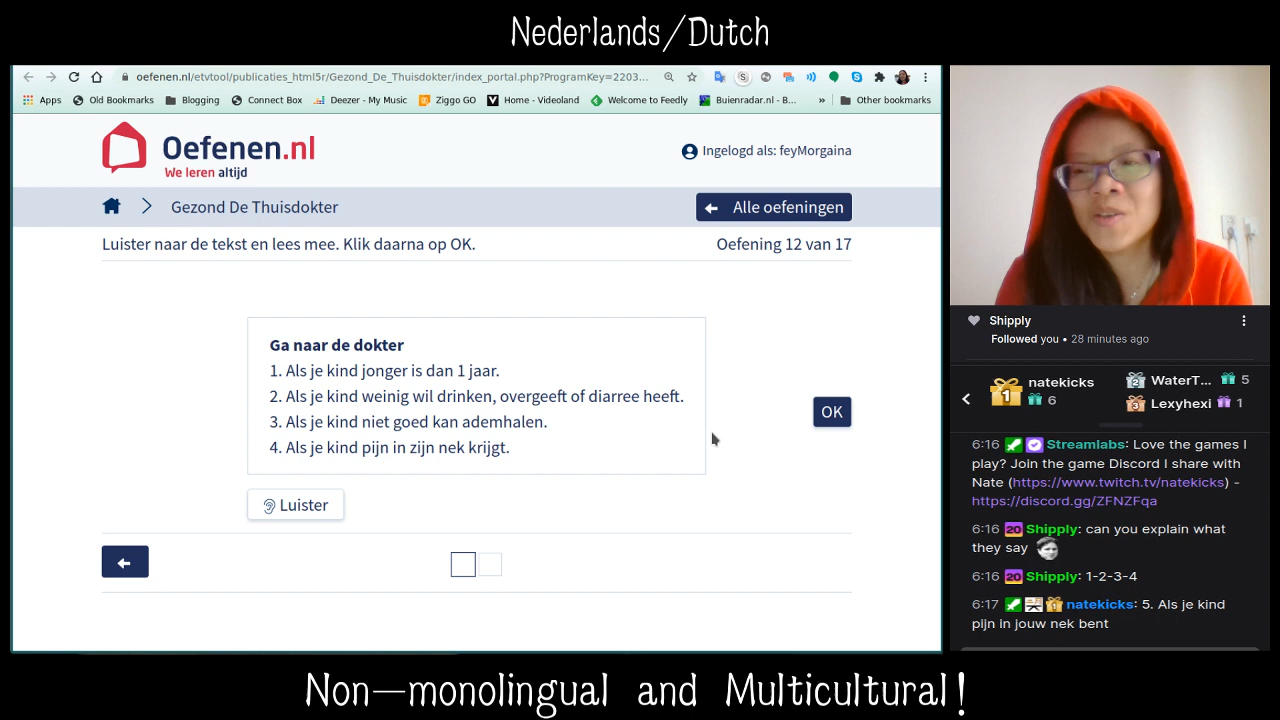 Nederlands/Dutch
oefenen.nl/etvtool/publicaties_html5r/Gezond_De_Thuisdokter/index_portal.php?ProgramKey=2203...
Apps Old Bookmarks Blogging Connect Box Deezer - My Music Ziggo GO Home - Videoland Welcome to Feedly Buienradar.nl - B... » Other bookmarks
Oefenen.nl
We leren altijd
Ingelogd als: feyMorgaina
Gezond De Thuisdokter
Alle oefeningen
Luister naar de tekst en lees mee. Klik daarna op OK.
Oefening 12 van 17
Ga naar de dokter
1. Als je kind jonger is dan 1 jaar.
2. Als je kind weinig wil drinken, overgeeft of diarree heeft.
3. Als je kind niet goed kan ademhalen.
4. Als je kind pijn in zijn nek krijgt.
OK
Luister
Shipply
Followed you • 28 minutes ago
1 natekicks
6
2 WaterT... 5
3 Lexyhexi 1
6:16 Streamlabs: Love the games I
play? Join the game Discord I share with
Nate (https://www.twitch.tv/natekicks) -
https://discord.gg/ZFNZFqa
6:16 20 Shipply: can you explain what
they say
6:16 20 Shipply: 1-2-3-4
6:17 1 natekicks: 5. Als je kind
pijn in jouw nek bent
Non-monolingual and Multicultural!